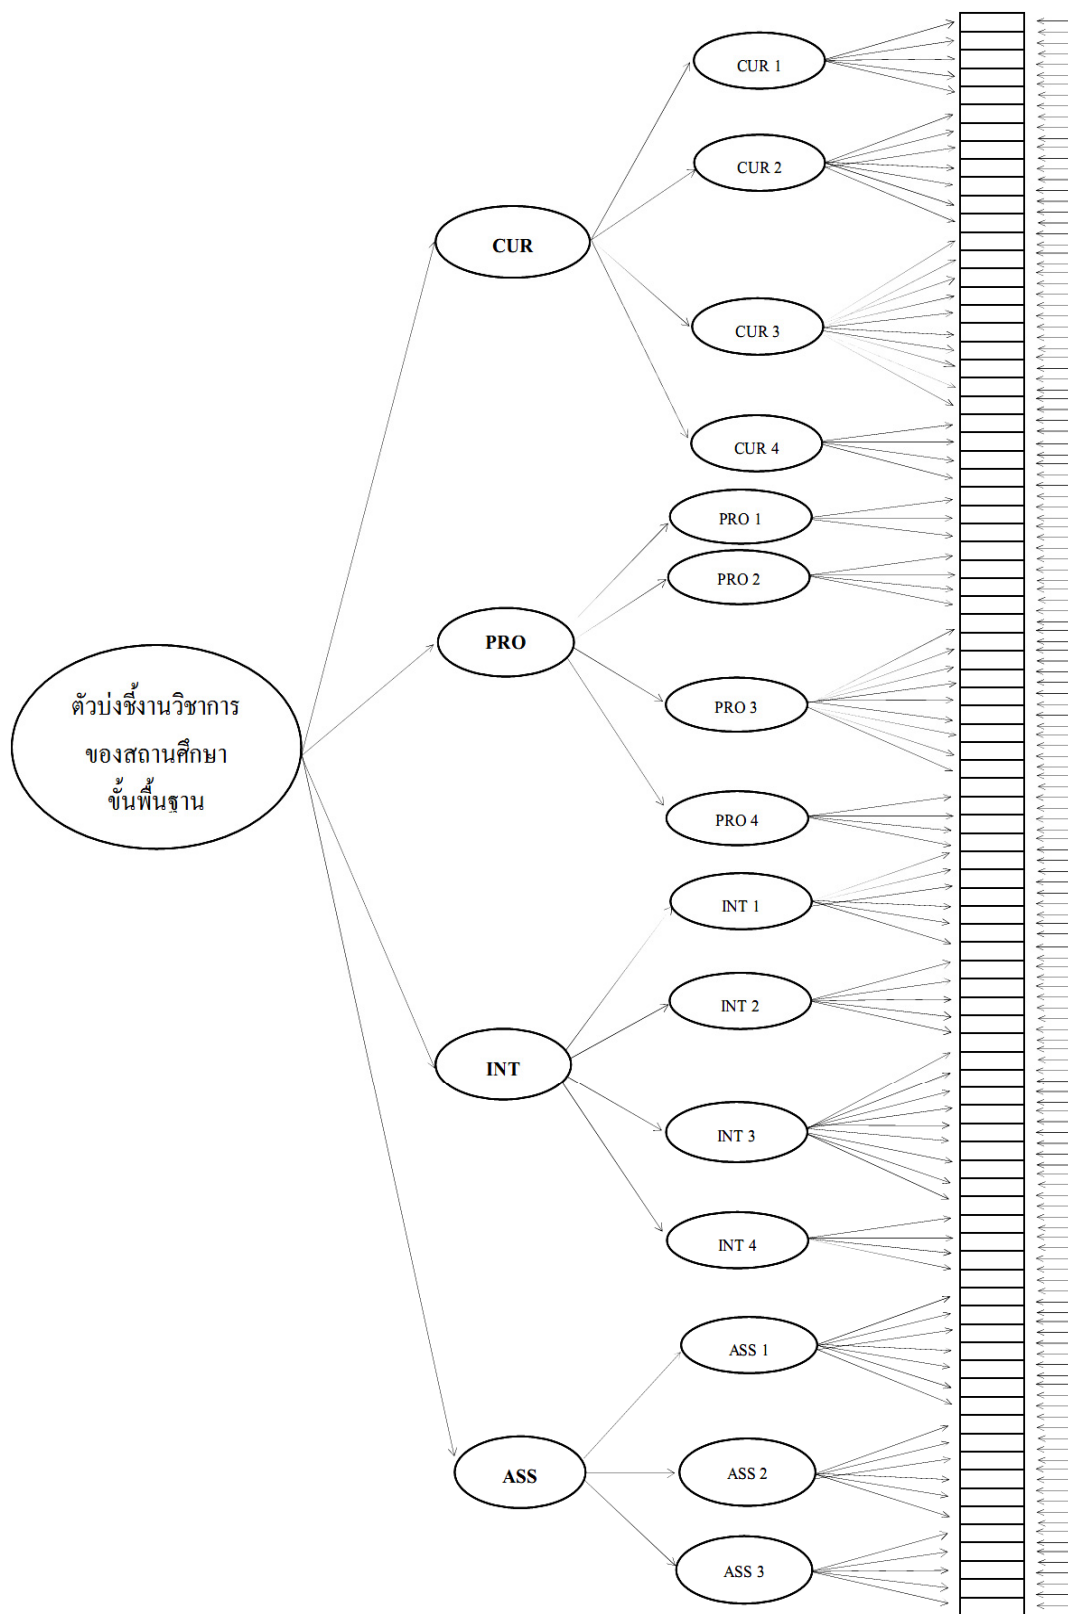 CUR 1
CUR 2
CUR
CUR 3
CUR 4
PRO 1
PRO 2
PRO
PRO 3
PRO 4
ตัวบ่งชี้งานวิชาการ
ของสถานศึกษา
ขั้นพื้นฐาน
INT 1
INT 2
INT
INT 3
INT 4
ASS 1
ASS 2
ASS
ASS 3